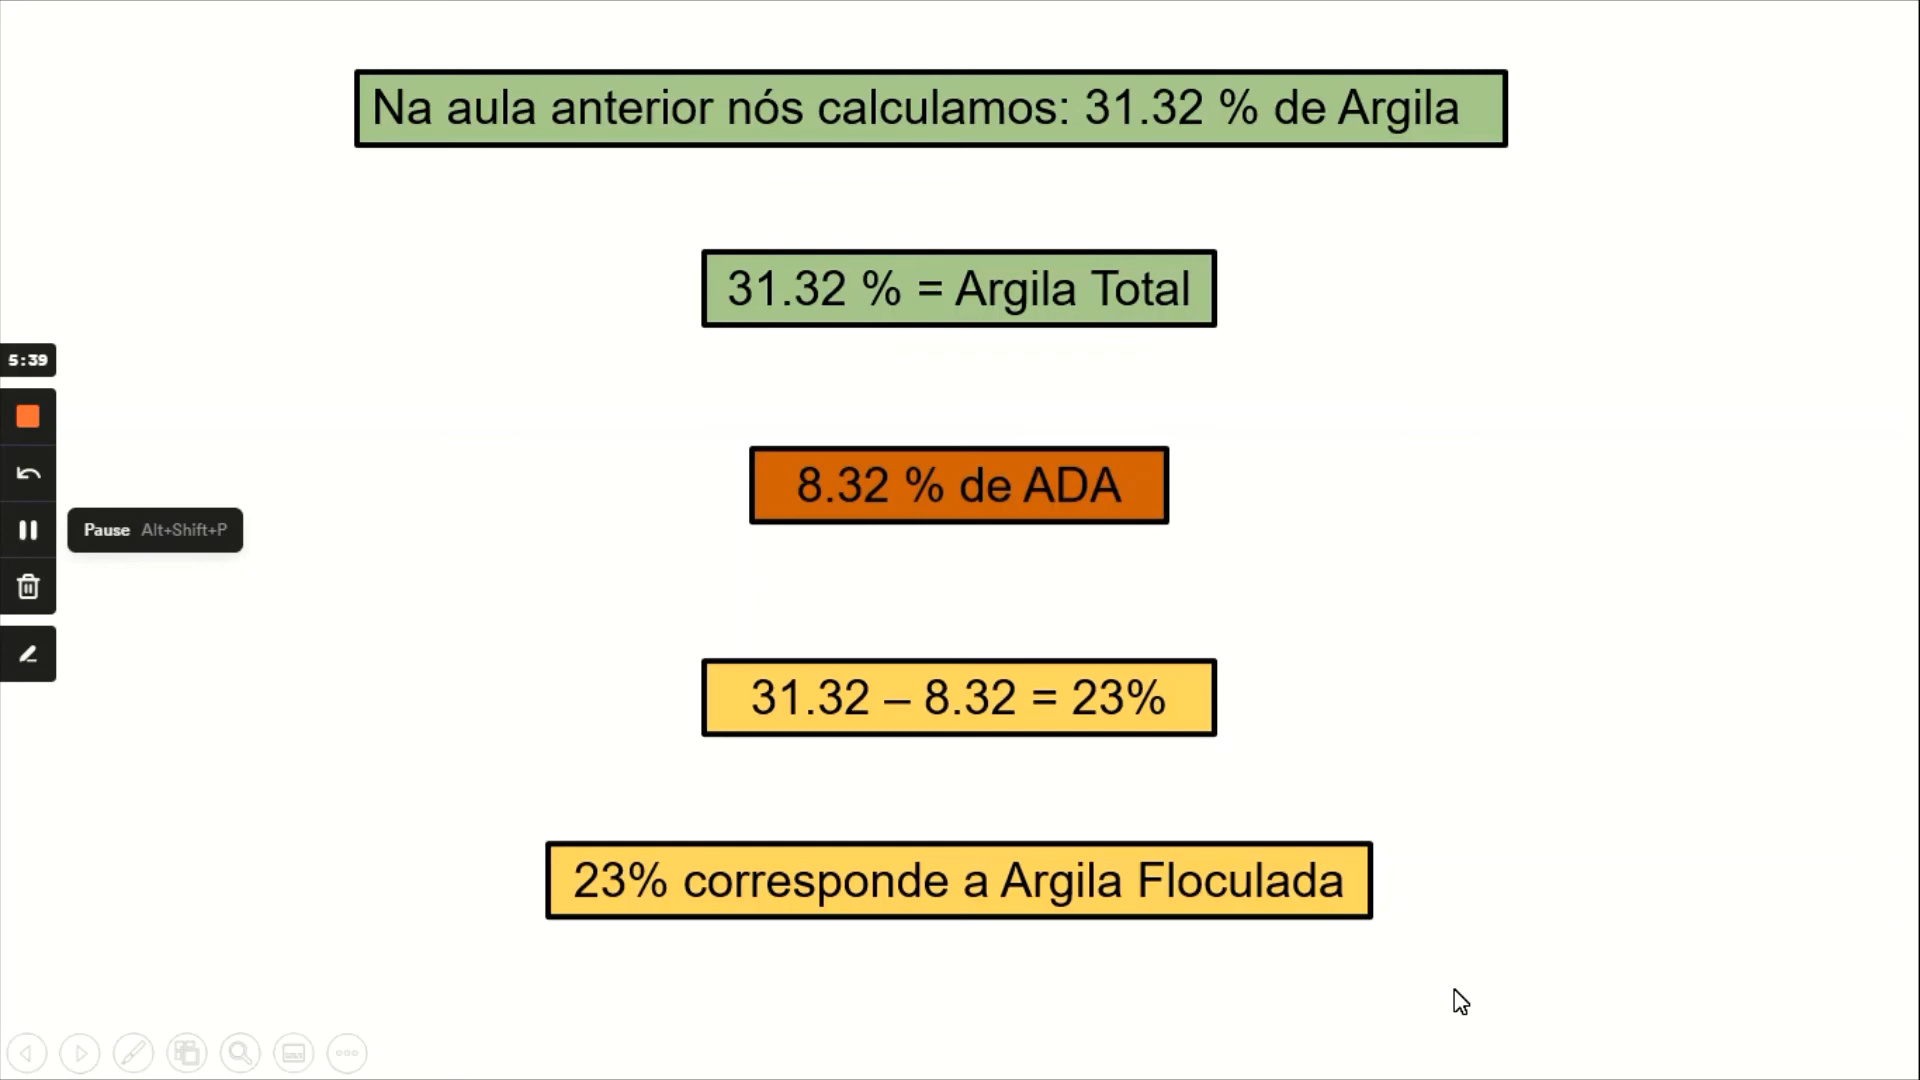 Na aula anterior nós calculamos: 31.32 % de Argila
31.32 % = Argila Total
5:39
8.32 % de ADA
Pause Alt+Shift+P
31.32 – 8.32 = 23%
23% corresponde a Argila Floculada